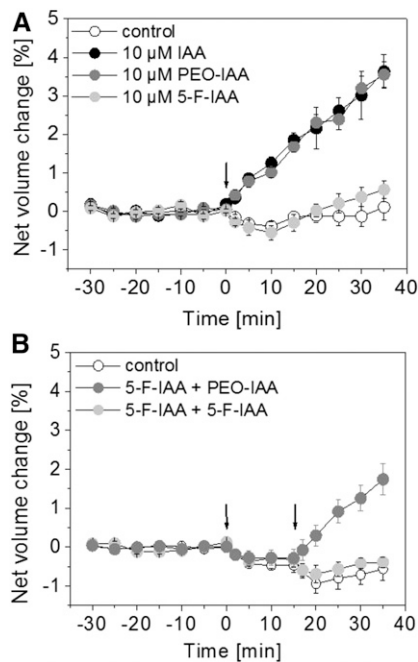 A
5
4
3
2
1
0
-1
Net volume change [%]
control
10 µM IAA
10 µM PEO-IAA
10 µM 5-F-IAA
-30 -20 -10 0 10 20 30 40
Time [min]
B
5
4
3
2
1
0
-1
Net volume change [%]
control
5-F-IAA + PEO-IAA
5-F-IAA + 5-F-IAA
-30 -20 -10 0 10 20 30 40
Time [min]